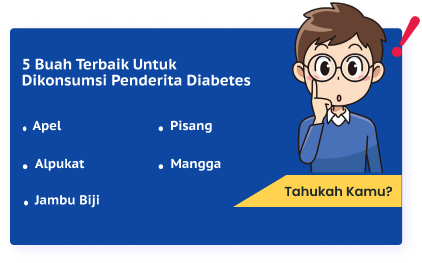 5 Buah Terbaik Untuk
Dikonsumsi Penderita Diabetes
• Apel
• Pisang
• Alpukat
• Mangga
• Jambu Biji
Tahukah Kamu?